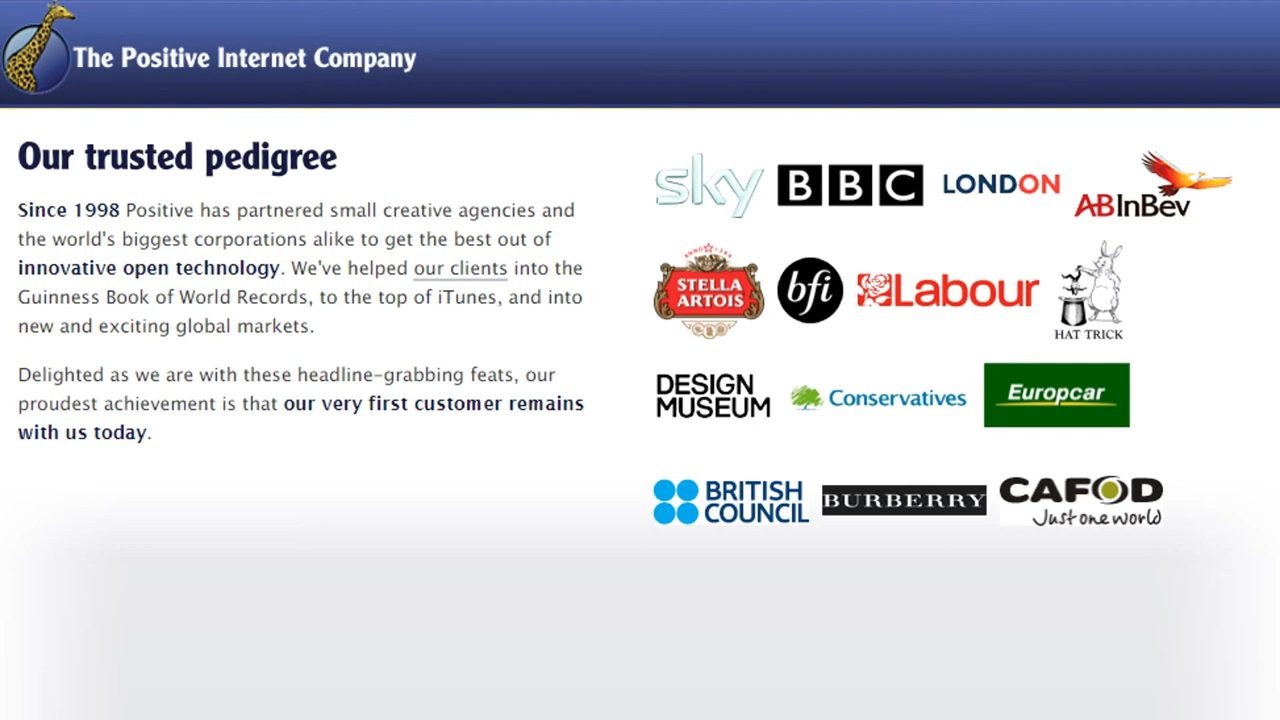 The Positive Internet Company
Our trusted pedigree
Since 1998 Positive has partnered small creative agencies and
the world's biggest corporations alike to get the best out of
innovative open technology. We've helped our clients into the
Guinness Book of World Records, to the top of iTunes, and into
new and exciting global markets.
Delighted as we are with these headline-grabbing feats, our
proudest achievement is that our very first customer remains
with us today.
sky BBC LONDON ABInBev
ANNO 1366
STELLA
ARTOIS
bfi
Labour
HAT TRICK
DESIGN
MUSEUM
Conservatives
Europcar
BRITISH
COUNCIL
BURBERRY
CAFOD
Just one world